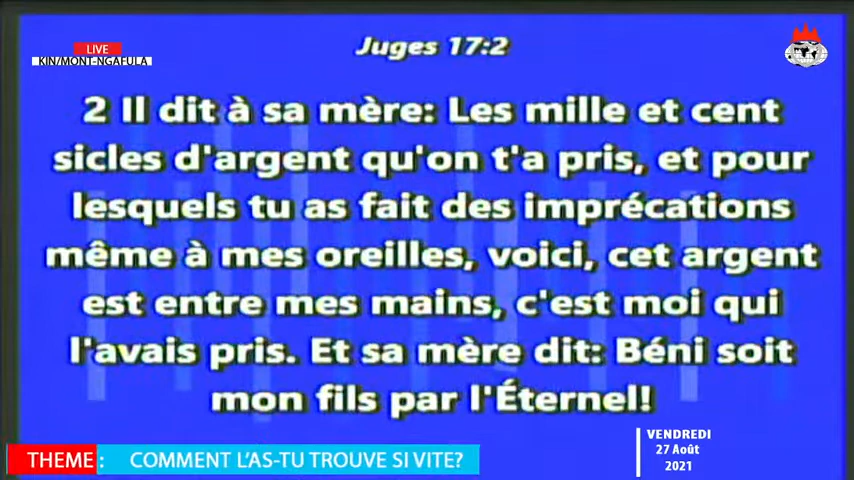 Juges 17:2
LIVE
KIN/MONT-NGAFULA
2 Il dit à sa mère: Les mille et cent
sicles d'argent qu'on t'a pris, et pour
lesquels tu as fait des imprécations
même à mes oreilles, voici, cet argent
est entre mes mains, c'est moi qui
l'avais pris. Et sa mère dit: Béni soit
mon fils par l'Éternel!
THEME : COMMENT L'AS-TU TROUVE SI VITE?
VENDREDI
27 Août
2021